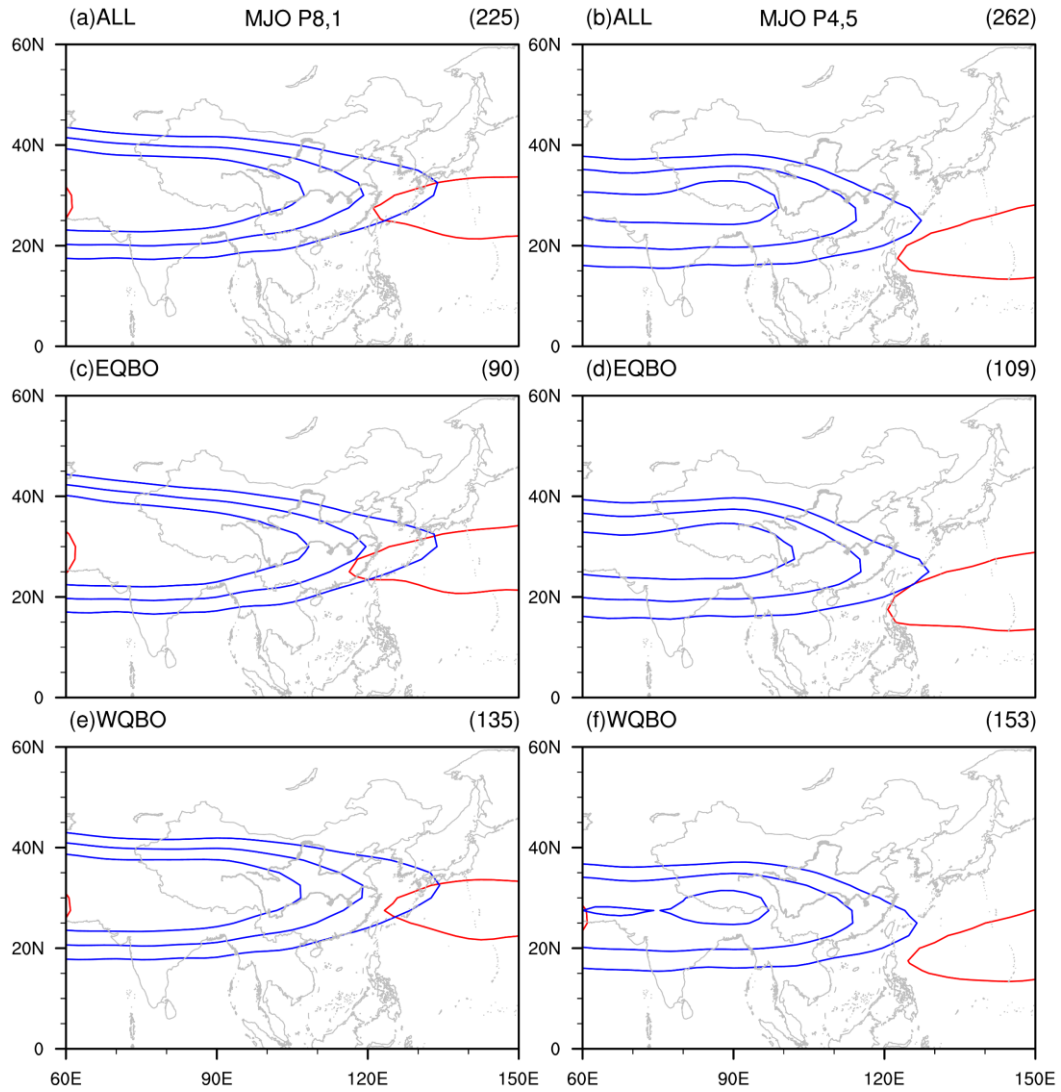 (a)ALL MJO P8,1 (225)
(b)ALL MJO P4,5 (262)
60N
40N
20N
0
60N
40N
20N
0
(c)EQBO (90)
(d)EQBO (109)
60N
40N
20N
0
60N
40N
20N
0
(e)WQBO (135)
(f)WQBO (153)
60N
40N
20N
0
60N
40N
20N
0
60E 90E 120E 150E
60E 90E 120E 150E